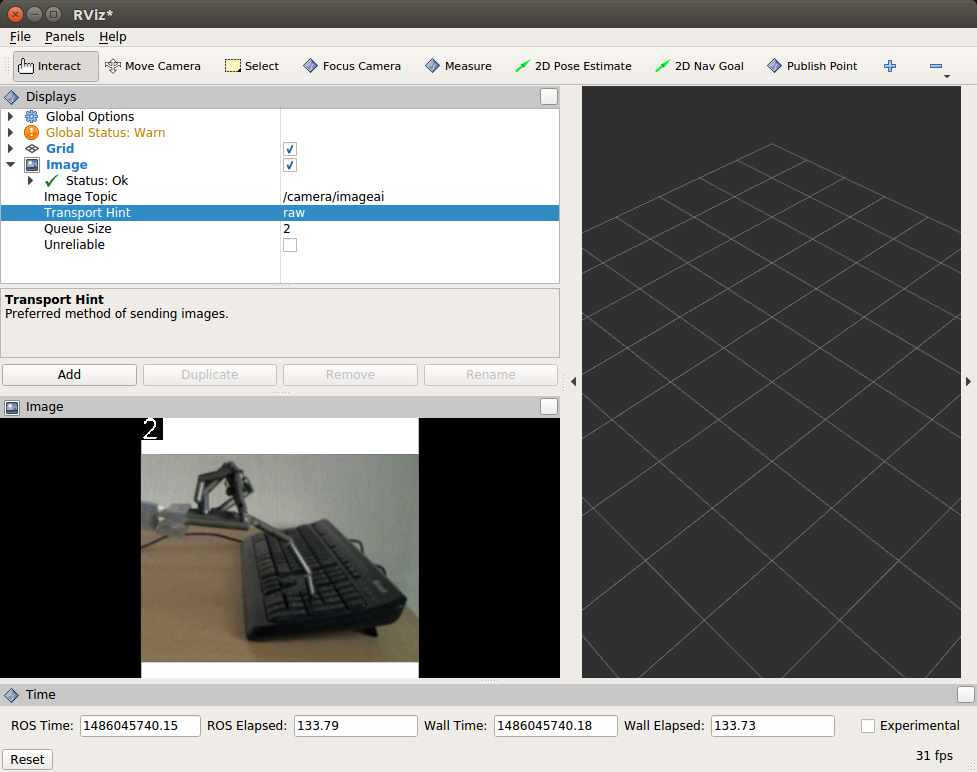 RViz*
File Panels Help
Interact Move Camera Select Focus Camera Measure 2D Pose Estimate 2D Nav Goal Publish Point
Displays
Global Options
Global Status: Warn
Grid
Image
Status: Ok
Image Topic /camera/imageai
Transport Hint raw
Queue Size 2
Unreliable
Transport Hint
Preferred method of sending images.
Add Duplicate Remove Rename
Image
2
Time
ROS Time: 1486045740.15 ROS Elapsed: 133.79 Wall Time: 1486045740.18 Wall Elapsed: 133.73 Experimental
Reset 31 fps